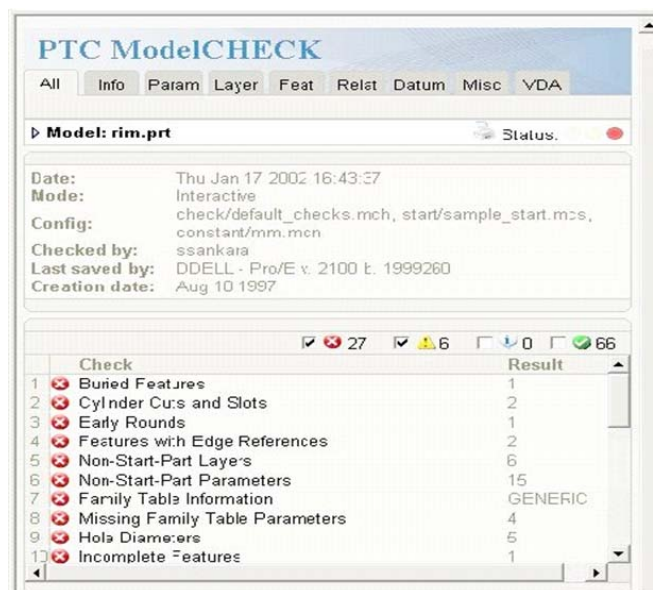 PTC ModelCHECK
All Info Param Layer Feat Relat Datum Misc VDA
Model: rim.prt Status.
Date: Thu Jan 17 2002 16:43:37
Mode: Interactive
Config: check/default_checks.mch, start/sample_start.mcs, constant/mm.mcn
Checked by: ssankara
Last saved by: DDELL - Pro/E v. 2100 b. 1999260
Creation date: Aug 10 1997
27 6 0 66
Check Result
1 Buried Features 1
2 Cylinder Cuts and Slots 2
3 Early Rounds 1
4 Features with Edge References 2
5 Non-Start-Part Layers 6
6 Non-Start-Part Parameters 15
7 Family Table Information GENERIC
8 Missing Family Table Parameters 4
9 Hole Diameters 5
10 Incomplete Features 1